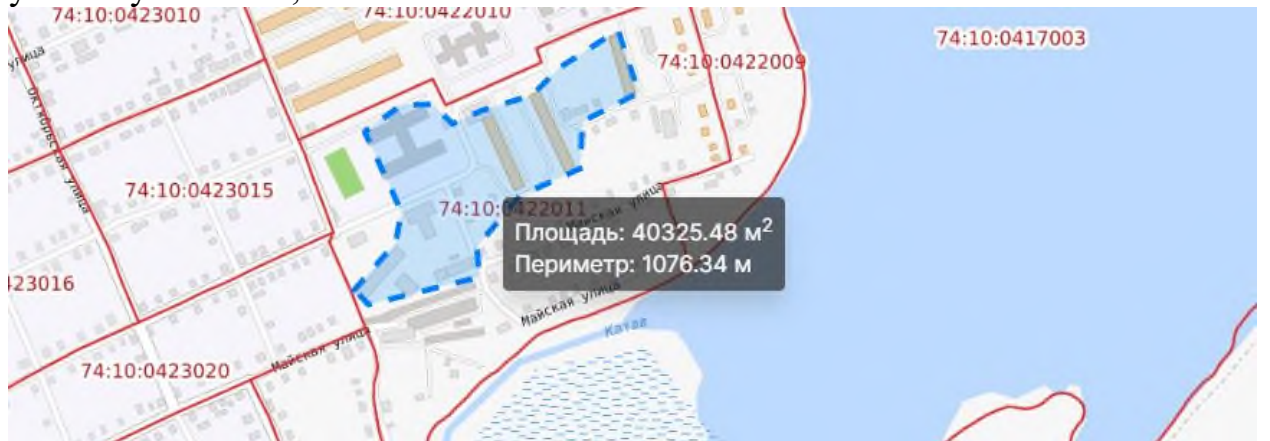 74:10:0423010
74:10:0422010
74:10:0417003
улица
74:10:0422009
Октябрьская улица
74:10:0423015
74:10:0422011
Майская улица
Площадь: 40325.48 м²
Периметр: 1076.34 м
423016
Майская улица
Катав
Майская улица
74:10:0423020